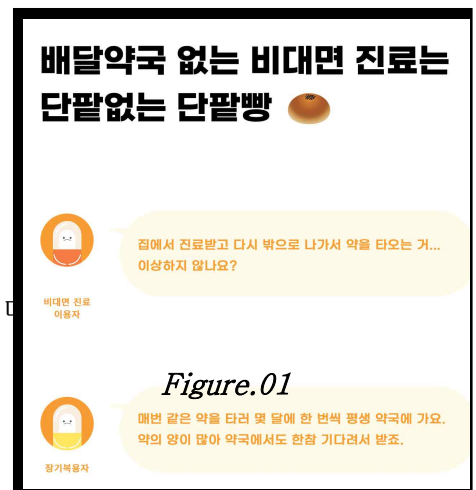 배달약국 없는 비대면 진료는
단팥없는 단팥빵
집에서 진료받고 다시 밖으로 나가서 약을 타오는 거...
이상하지 않나요?
비대면 진료
이용자
Figure.01
매번 같은 약을 타러 몇 달에 한 번씩 평생 약국에 가요.
약의 양이 많아 약국에서도 한참 기다려서 받죠.
장기복용자